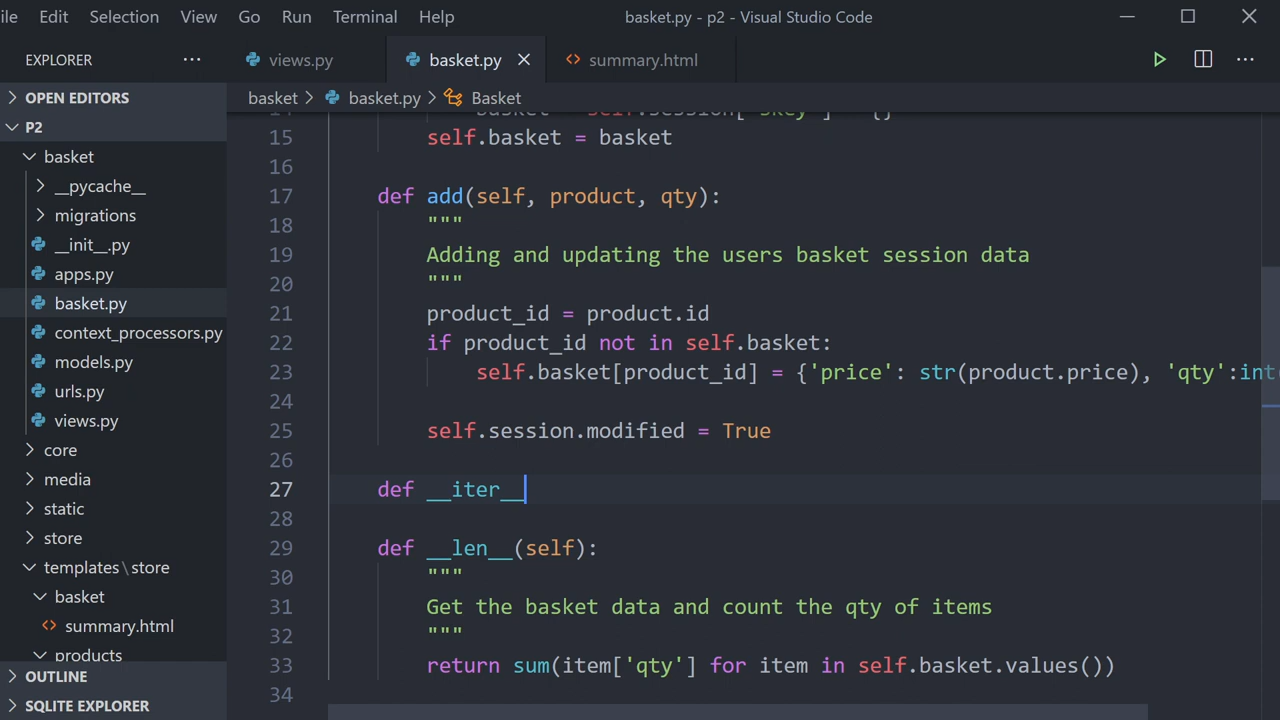 ile Edit Selection View Go Run Terminal Help basket.py - p2 - Visual Studio Code
EXPLORER ··· views.py basket.py summary.html ···
OPEN EDITORS
basket > basket.py > Basket
P2
basket
__pycache__
migrations
__init__.py
apps.py
basket.py
context_processors.py
models.py
urls.py
views.py
core
media
static
store
templates\store
basket
summary.html
products
OUTLINE
SQLITE EXPLORER
15 self.basket = basket
16
17 def add(self, product, qty):
18 """
19 Adding and updating the users basket session data
20 """
21 product_id = product.id
22 if product_id not in self.basket:
23 self.basket[product_id] = {'price': str(product.price), 'qty':int(
24
25 self.session.modified = True
26
27 def __iter__
28
29 def __len__(self):
30 """
31 Get the basket data and count the qty of items
32 """
33 return sum(item['qty'] for item in self.basket.values())
34